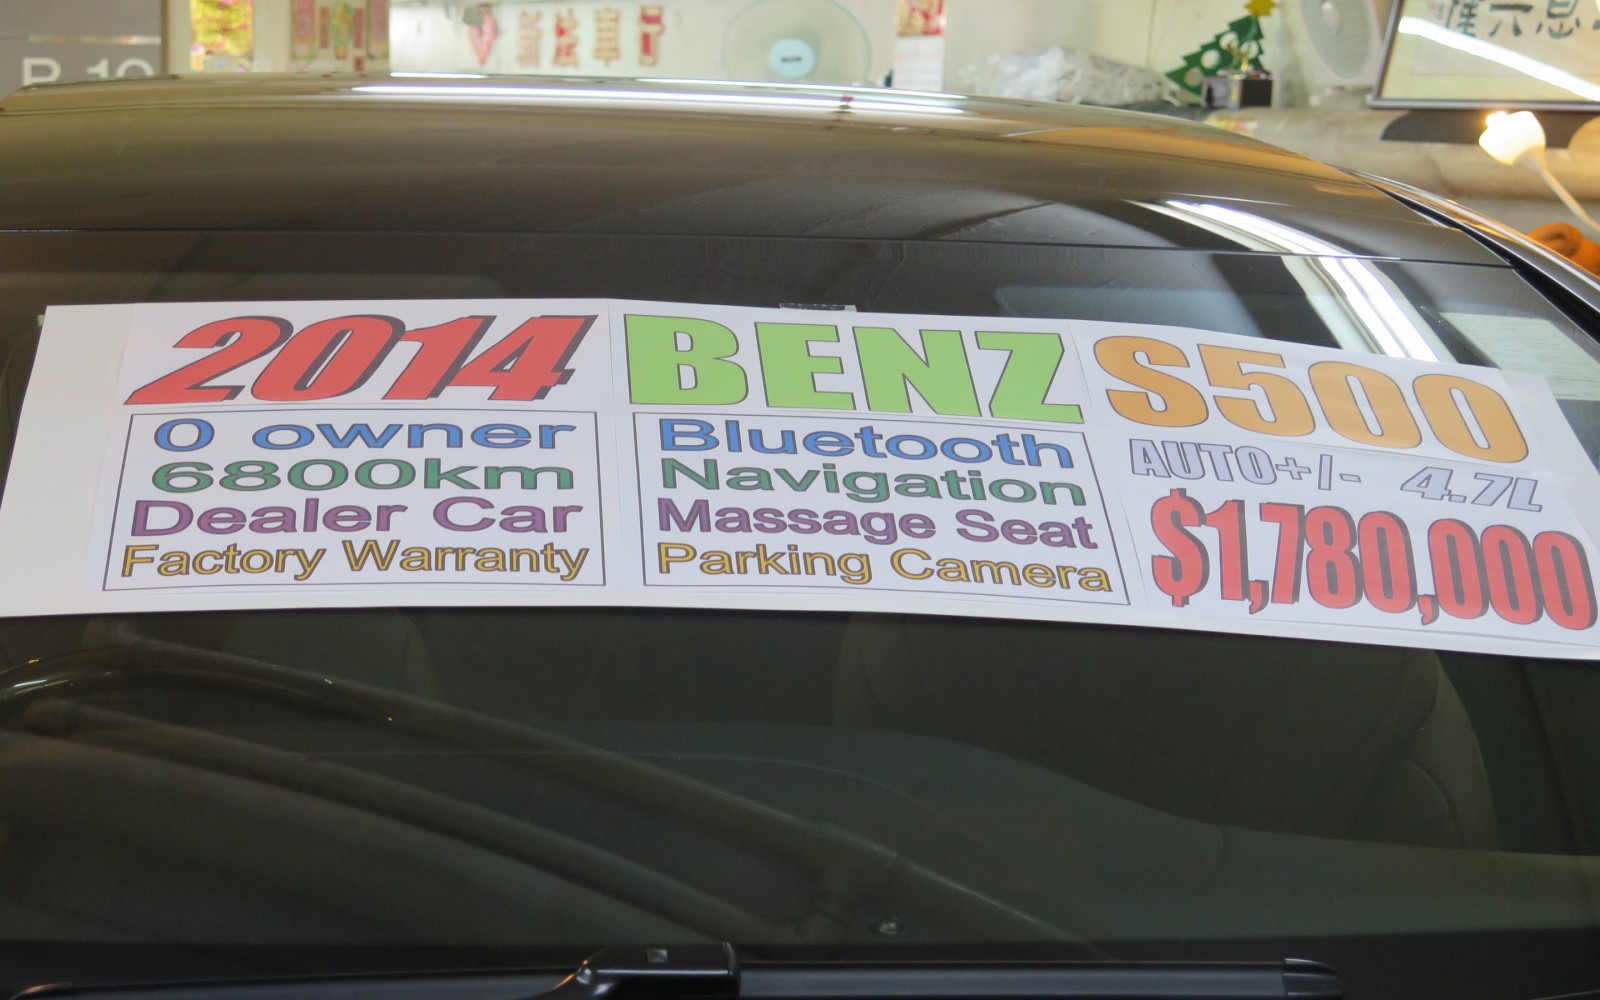 P 10
2014 BENZ S500
0 owner
6800km
Dealer Car
Factory Warranty
Bluetooth
Navigation
Massage Seat
Parking Camera
AUTO+/- 4.7L
$1,780,000